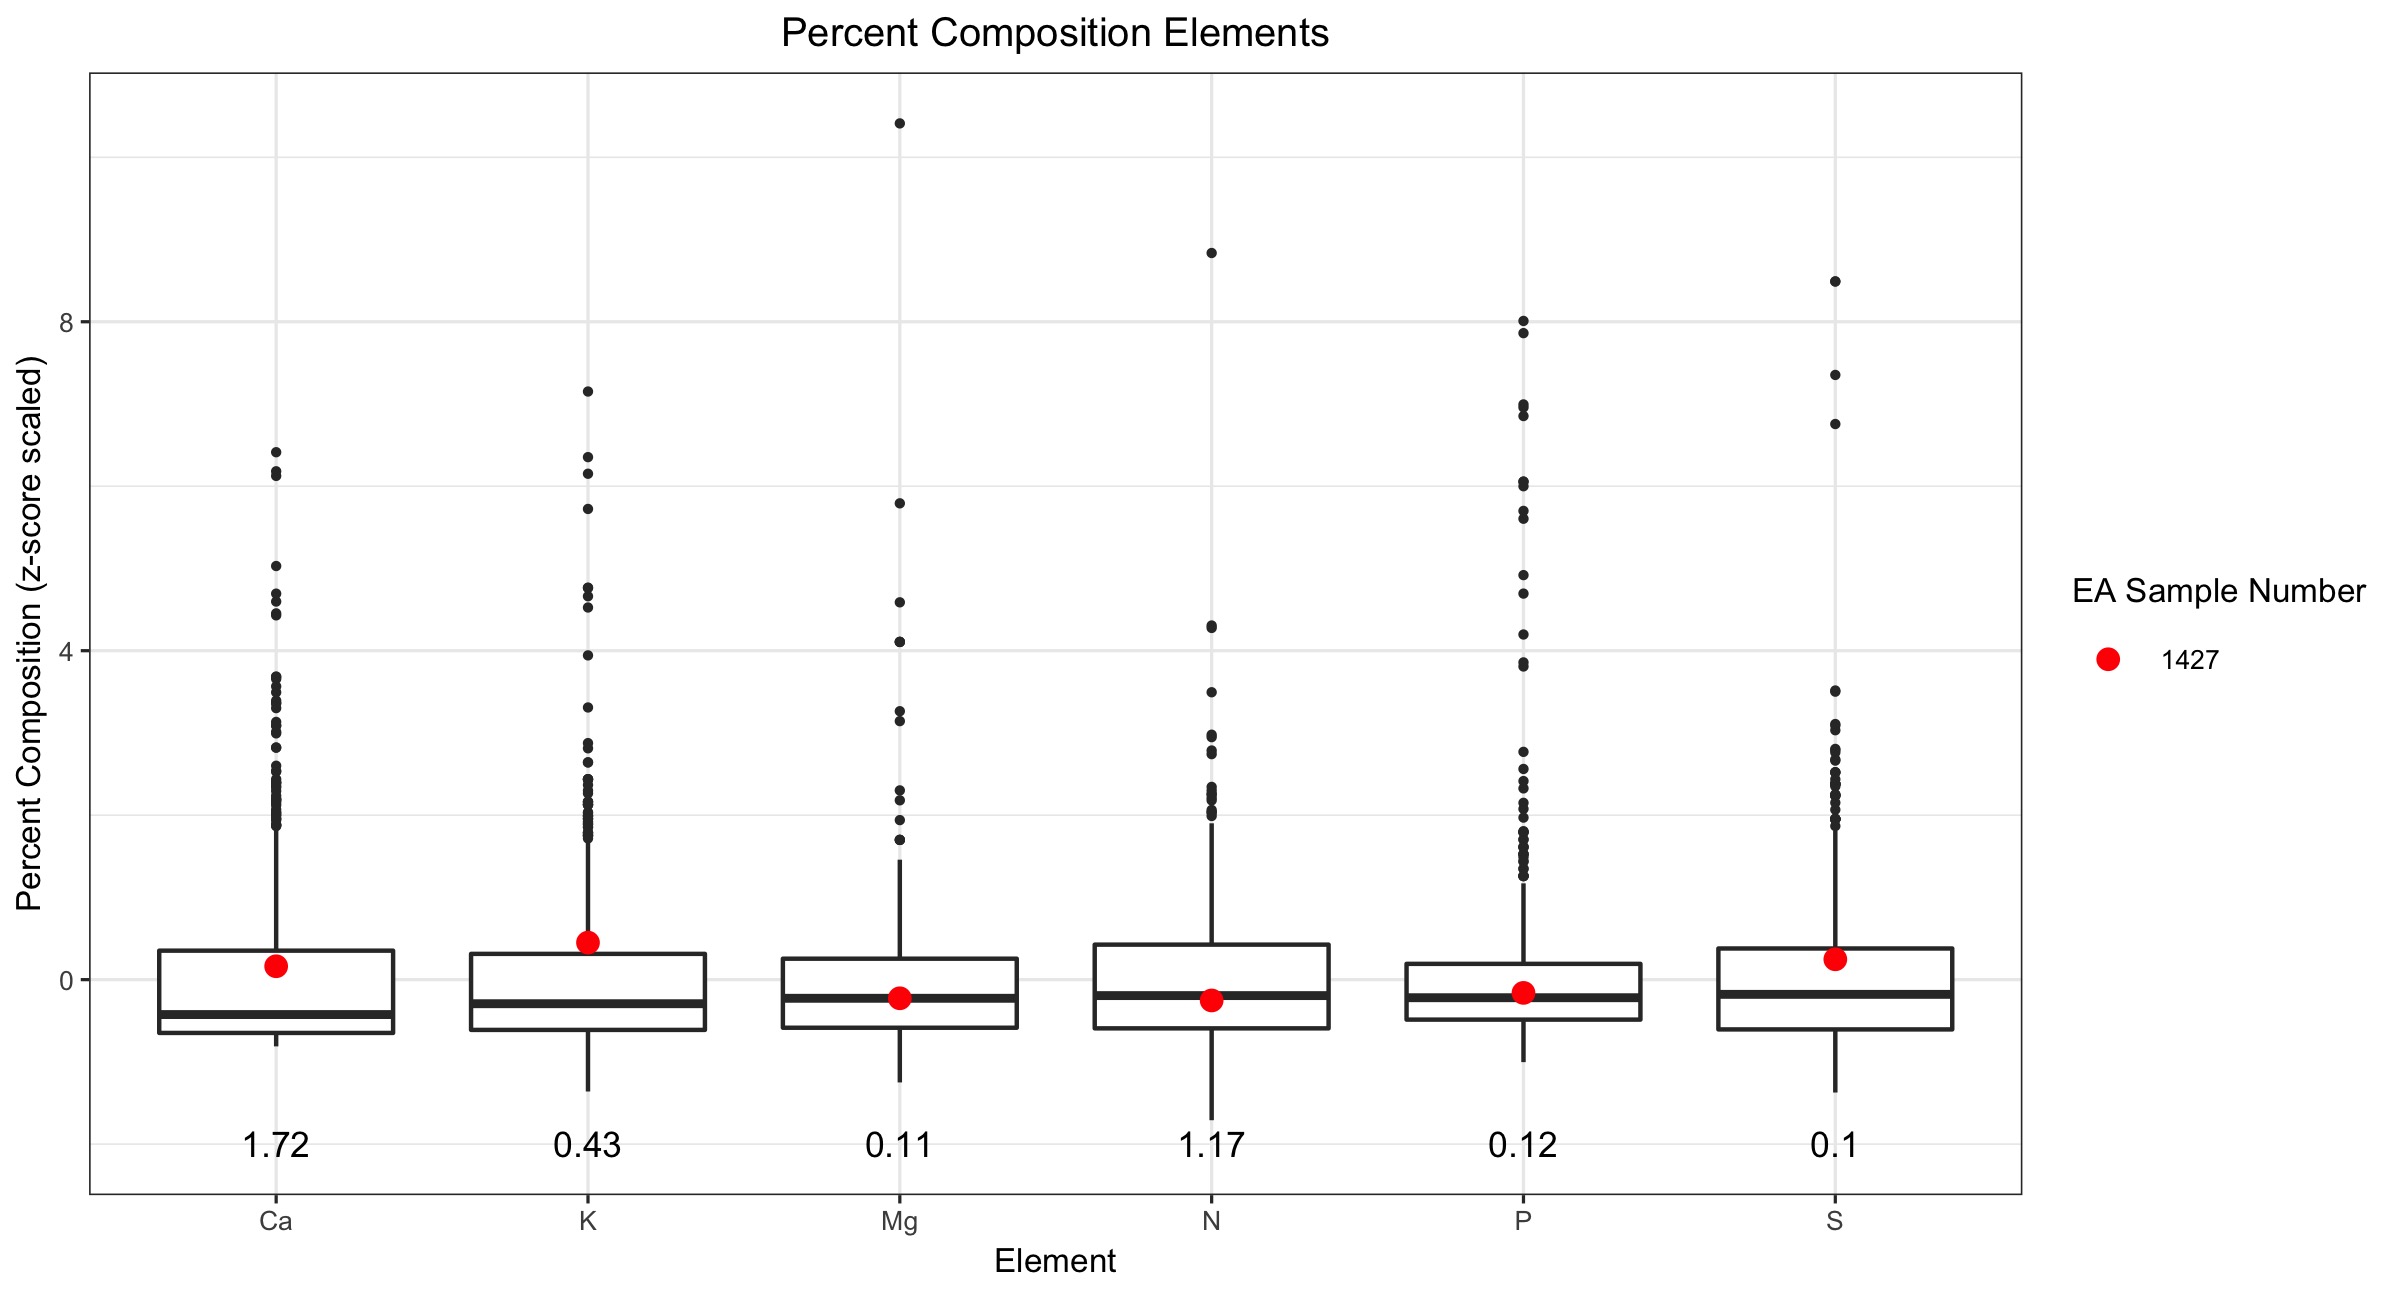 Percent Composition Elements
Percent Composition (z-score scaled)
8
4
0
1.72 0.43 0.11 1.17 0.12 0.1
Ca K Mg N P S
Element
EA Sample Number
1427